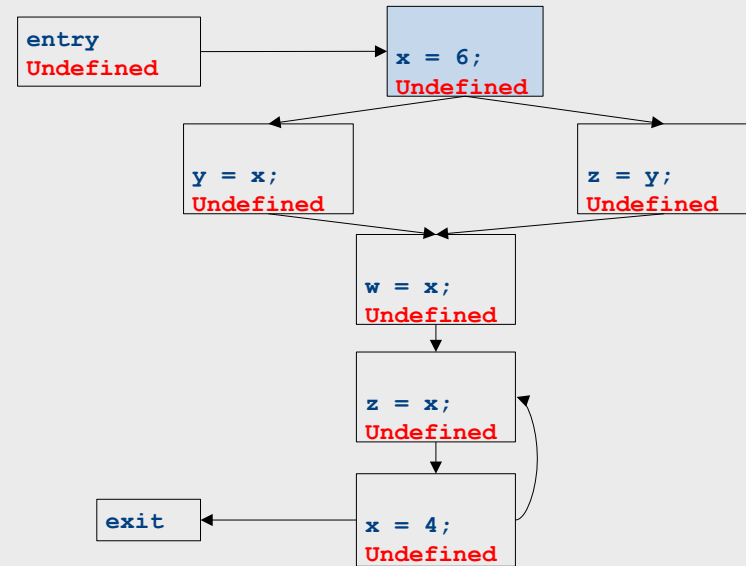 entry
Undefined
x = 6;
Undefined
y = x;
Undefined
z = y;
Undefined
w = x;
Undefined
z = x;
Undefined
exit
x = 4;
Undefined